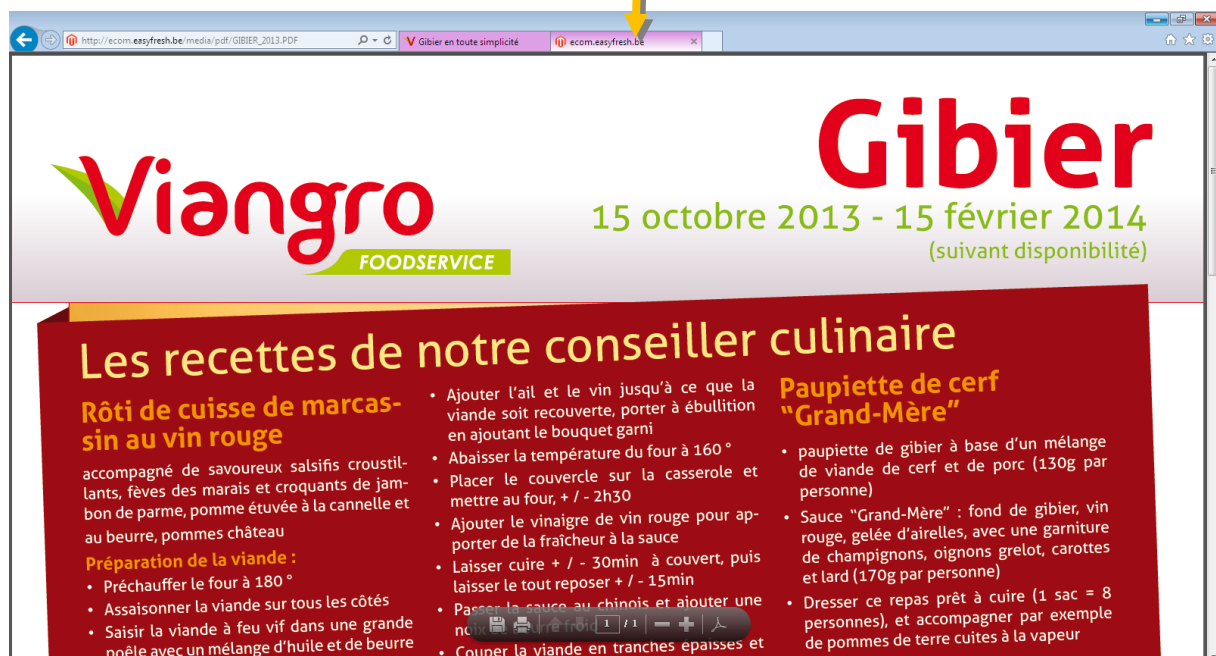 http://ecom.easyfresh.be/media/pdf/GIBIER_2013.PDF
Gibier en toute simplicité
ecom.easyfresh.be
Viangro
FOODSERVICE
Gibier
15 octobre 2013 - 15 février 2014
(suivant disponibilité)
Les recettes de notre conseiller culinaire
Rôti de cuisse de marcas-
sin au vin rouge
accompagné de savoureux salsifis croustil-
lants, fèves des marais et croquants de jam-
bon de parme, pomme étuvée à la cannelle et
au beurre, pommes château
Préparation de la viande :
• Préchauffer le four à 180 °
• Assaisonner la viande sur tous les côtés
• Saisir la viande à feu vif dans une grande
poêle avec un mélange d'huile et de beurre
• Ajouter l'ail et le vin jusqu'à ce que la
viande soit recouverte, porter à ébullition
en ajoutant le bouquet garni
• Abaisser la température du four à 160 °
• Placer le couvercle sur la casserole et
mettre au four, + / - 2h30
• Ajouter le vinaigre de vin rouge pour ap-
porter de la fraîcheur à la sauce
• Laisser cuire + / - 30min à couvert, puis
laisser le tout reposer + / - 15min
• Passer la sauce au chinois et ajouter une
noix de beurre froid
• Couper la viande en tranches épaisses et
Paupiette de cerf
"Grand-Mère"
• paupiette de gibier à base d'un mélange
de viande de cerf et de porc (130g par
personne)
• Sauce "Grand-Mère" : fond de gibier, vin
rouge, gelée d'airelles, avec une garniture
de champignons, oignons grelot, carottes
et lard (170g par personne)
• Dresser ce repas prêt à cuire (1 sac = 8
personnes), et accompagner par exemple
de pommes de terre cuites à la vapeur
1 / 1